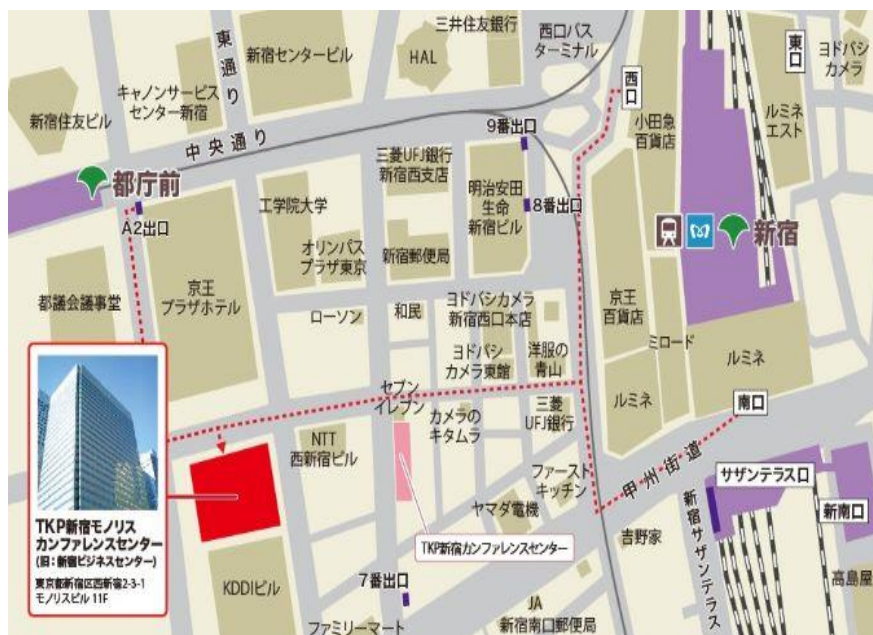 三井住友銀行
西口バス
ターミナル
東口
ヨドバシ
カメラ
東通り
新宿センタービル
HAL
西口
キャノンサービス
センター新宿
新宿住友ビル
小田急
百貨店
ルミネ
エスト
中央通り
9番出口
三菱UFJ銀行
新宿西支店
明治安田
生命
新宿ビル
8番出口
都庁前
A2出口
工学院大学
新宿
オリンパス
プラザ東京
新宿郵便局
都議会議事堂
京王
プラザホテル
ローソン
和民
ヨドバシカメラ
新宿西口本店
京王
百貨店
ミロード
ルミネ
ヨドバシ
カメラ東館
洋服の
青山
セブン
イレブン
カメラの
キタムラ
三菱
UFJ銀行
ルミネ
南口
NTT
西新宿ビル
ファースト
キッチン
甲州街道
サザンテラス口
ヤマダ電機
新南口
TKP新宿カンファレンスセンター
吉野家
新宿サザンテラス
TKP新宿モノリス
カンファレンスセンター
(旧:新宿ビジネスセンター)
東京都新宿区西新宿2-3-1
モノリスビル 11F
KDDIビル
7番出口
高島屋
JA
ファミリーマート
新宿南口郵便局